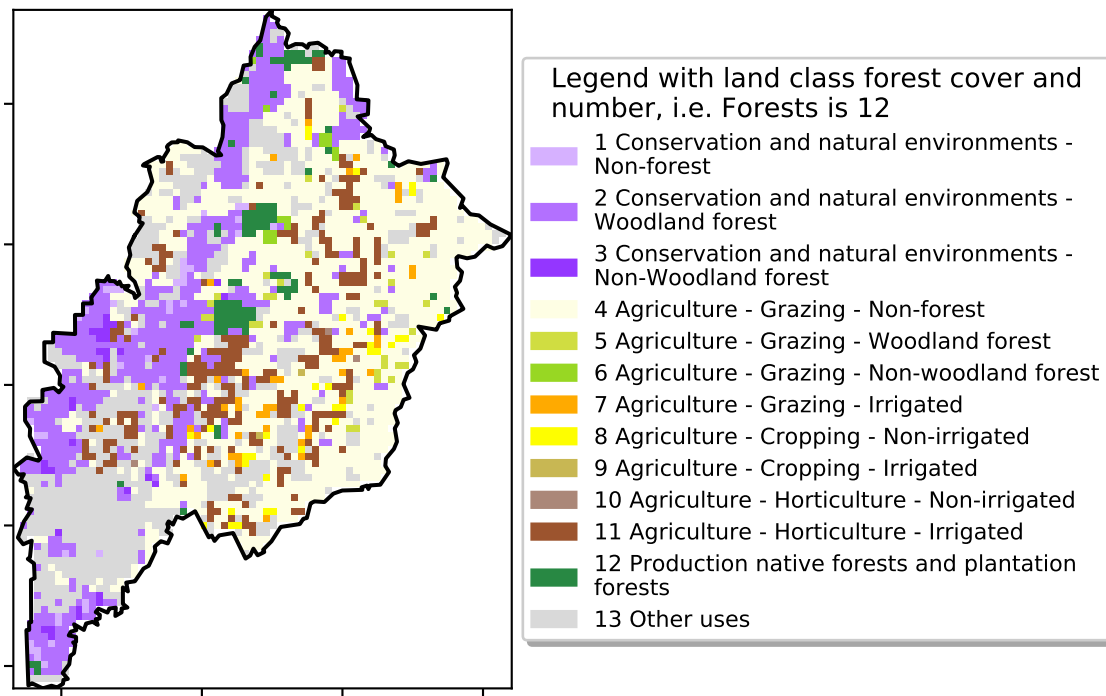 Legend with land class forest cover and
number, i.e. Forests is 12
1 Conservation and natural environments -
Non-forest
2 Conservation and natural environments -
Woodland forest
3 Conservation and natural environments -
Non-Woodland forest
4 Agriculture - Grazing - Non-forest
5 Agriculture - Grazing - Woodland forest
6 Agriculture - Grazing - Non-woodland forest
7 Agriculture - Grazing - Irrigated
8 Agriculture - Cropping - Non-irrigated
9 Agriculture - Cropping - Irrigated
10 Agriculture - Horticulture - Non-irrigated
11 Agriculture - Horticulture - Irrigated
12 Production native forests and plantation
forests
13 Other uses